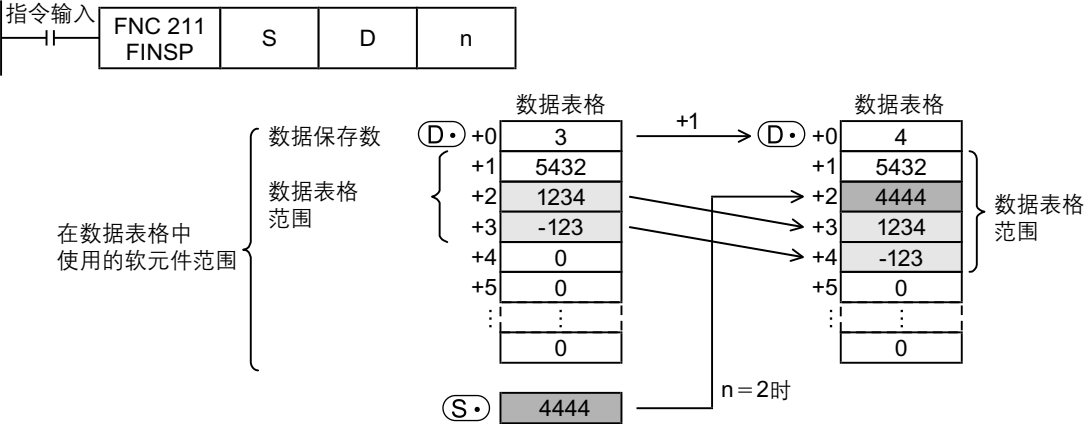 指令输入
FNC 211
FINSP
S
D
n
数据表格
数据表格
数据保存数
D・ +0 3
+1
D・ +0 4
+1 5432
+1 5432
数据表格
范围
+2 1234
+2 4444
数据表格
范围
+3 -123
+3 1234
在数据表格中
使用的软元件范围
+4 0
+4 -123
+5 0
+5 0
⋮ ⋮
⋮ ⋮
0
0
n=2时
S・ 4444